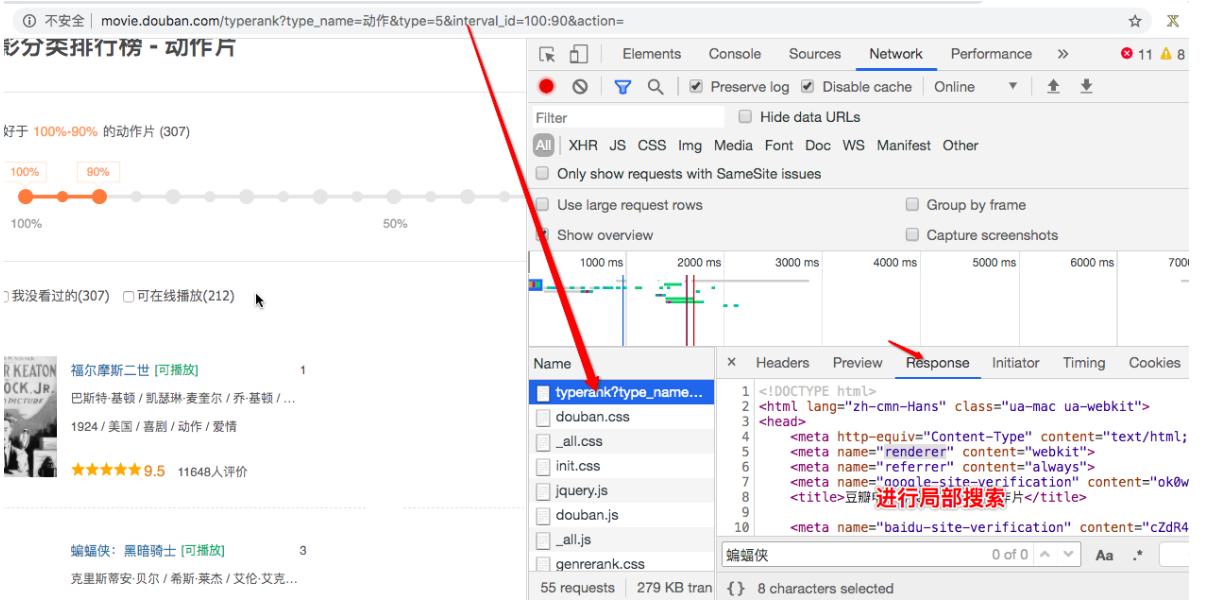 不安全 | movie.douban.com/typerank?type_name=动作&type=5&interval_id=100:90&action=
影分类排行榜 - 动作片
好于 100%-90% 的动作片 (307)
100% 90%
100% 50%
我没看过的(307) 可在线播放(212)
福尔摩斯二世 [可播放] 1
巴斯特·基顿 / 凯瑟琳·麦奎尔 / 乔·基顿 / ...
1924 / 美国 / 喜剧 / 动作 / 爱情
9.5 11648人评价
蝙蝠侠：黑暗骑士 [可播放] 3
克里斯蒂安·贝尔 / 希斯·莱杰 / 艾伦·艾克...
R KEATON
OCK, JR.
PICTURE
Elements Console Sources Network Performance » 11 8
Preserve log Disable cache Online
Filter Hide data URLs
All XHR JS CSS Img Media Font Doc WS Manifest Other
Only show requests with SameSite issues
Use large request rows Group by frame
Show overview Capture screenshots
1000 ms 2000 ms 3000 ms 4000 ms 5000 ms 6000 ms 700
Name
typerank?type_name...
douban.css
_all.css
init.css
jquery.js
douban.js
_all.js
genrerank.css
55 requests 279 KB tran
× Headers Preview Response Initiator Timing Cookies
1 <!DOCTYPE html>
2 <html lang="zh-cmn-Hans" class="ua-mac ua-webkit">
3 <head>
4 <meta http-equiv="Content-Type" content="text/html;
5 <meta name="renderer" content="webkit">
6 <meta name="referrer" content="always">
7 <meta name="google-site-verification" content="ok0w
8 <title>豆瓣作片</title>
进行局部搜索
9
10 <meta name="baidu-site-verification" content="cZdR4
蝙蝠侠 0 of 0 Aa .*
{} 8 characters selected